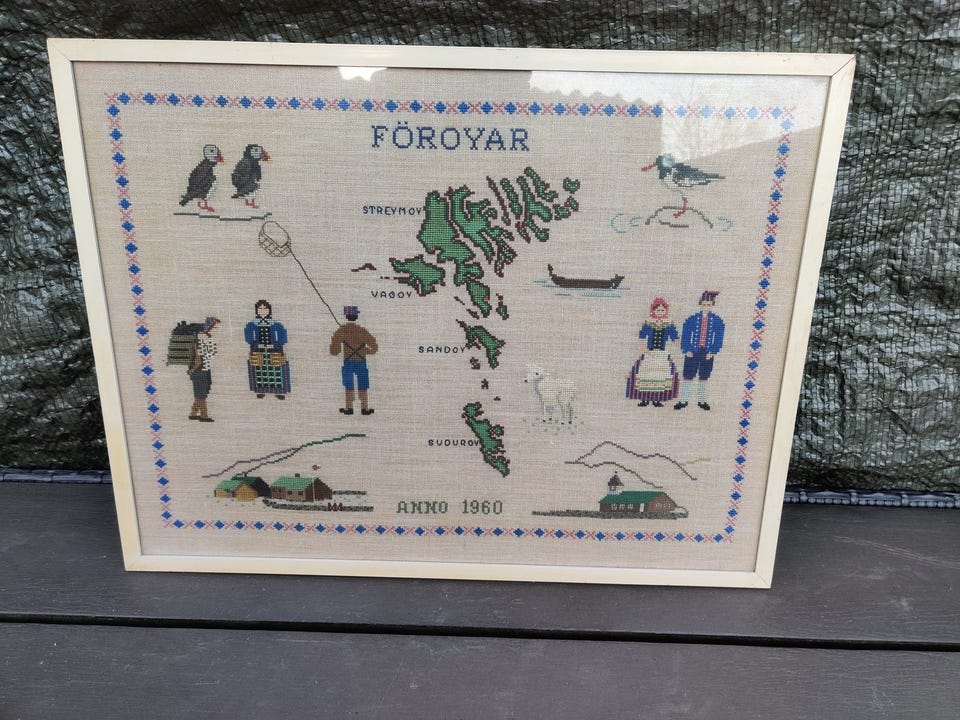 FÖROYAR
STREYMOY
VAGOY
SANDOY
SUDUROY
ANNO 1960